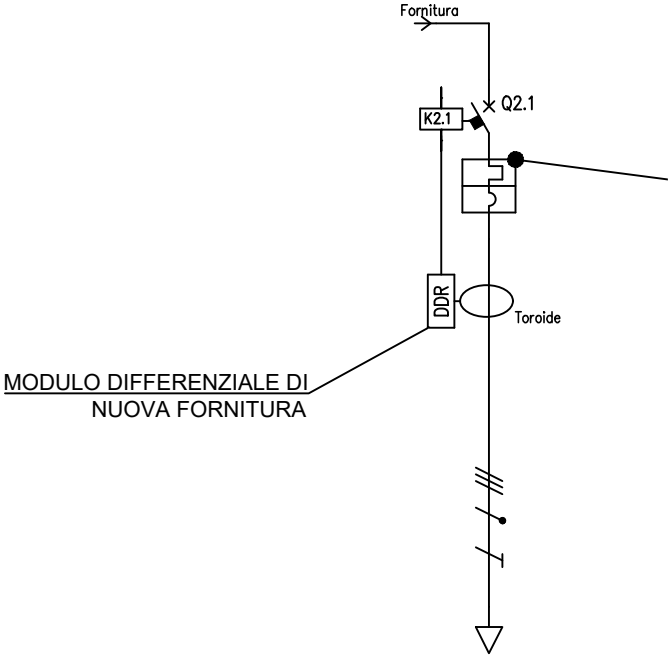 Fornitura
Q2.1
K2.1
DDR
Toroide
MODULO DIFFERENZIALE DI
NUOVA FORNITURA